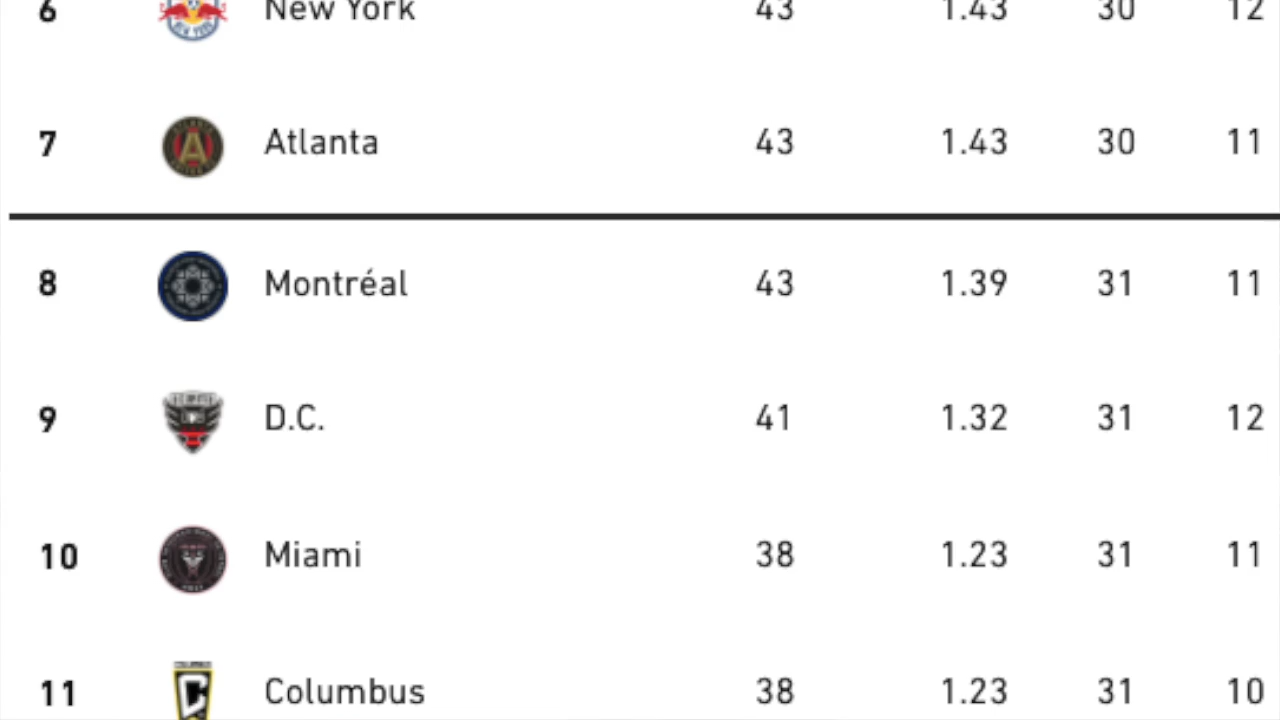 6 New York 43 1.43 30 12
7 Atlanta 43 1.43 30 11
8 Montréal 43 1.39 31 11
9 D.C. 41 1.32 31 12
10 Miami 38 1.23 31 11
11 Columbus 38 1.23 31 10